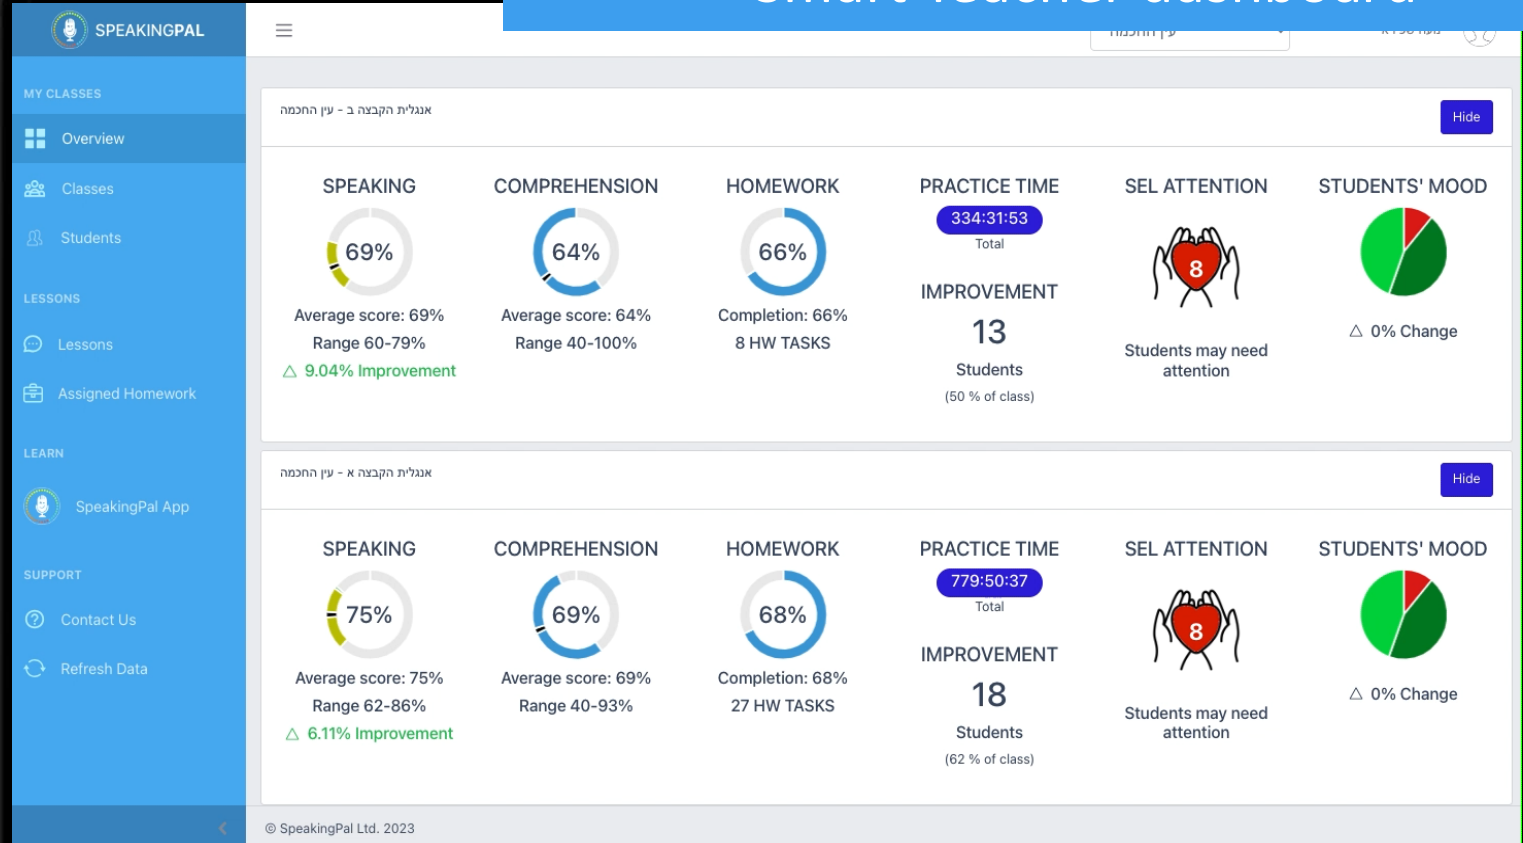 Smart Teacher dashboard
SPEAKINGPAL
עין החכמה
MY CLASSES
Overview
Classes
Students
LESSONS
Lessons
Assigned Homework
LEARN
SpeakingPal App
SUPPORT
Contact Us
Refresh Data
אנגלית הקבצה ב - עין החכמה
Hide
SPEAKING
69%
Average score: 69%
Range 60-79%
△ 9.04% Improvement
COMPREHENSION
64%
Average score: 64%
Range 40-100%
HOMEWORK
66%
Completion: 66%
8 HW TASKS
PRACTICE TIME
334:31:53
Total
IMPROVEMENT
13
Students
(50 % of class)
SEL ATTENTION
8
Students may need
attention
STUDENTS' MOOD
△ 0% Change
אנגלית הקבצה א - עין החכמה
Hide
SPEAKING
75%
Average score: 75%
Range 62-86%
△ 6.11% Improvement
COMPREHENSION
69%
Average score: 69%
Range 40-93%
HOMEWORK
68%
Completion: 68%
27 HW TASKS
PRACTICE TIME
779:50:37
Total
IMPROVEMENT
18
Students
(62 % of class)
SEL ATTENTION
8
Students may need
attention
STUDENTS' MOOD
△ 0% Change
© SpeakingPal Ltd. 2023